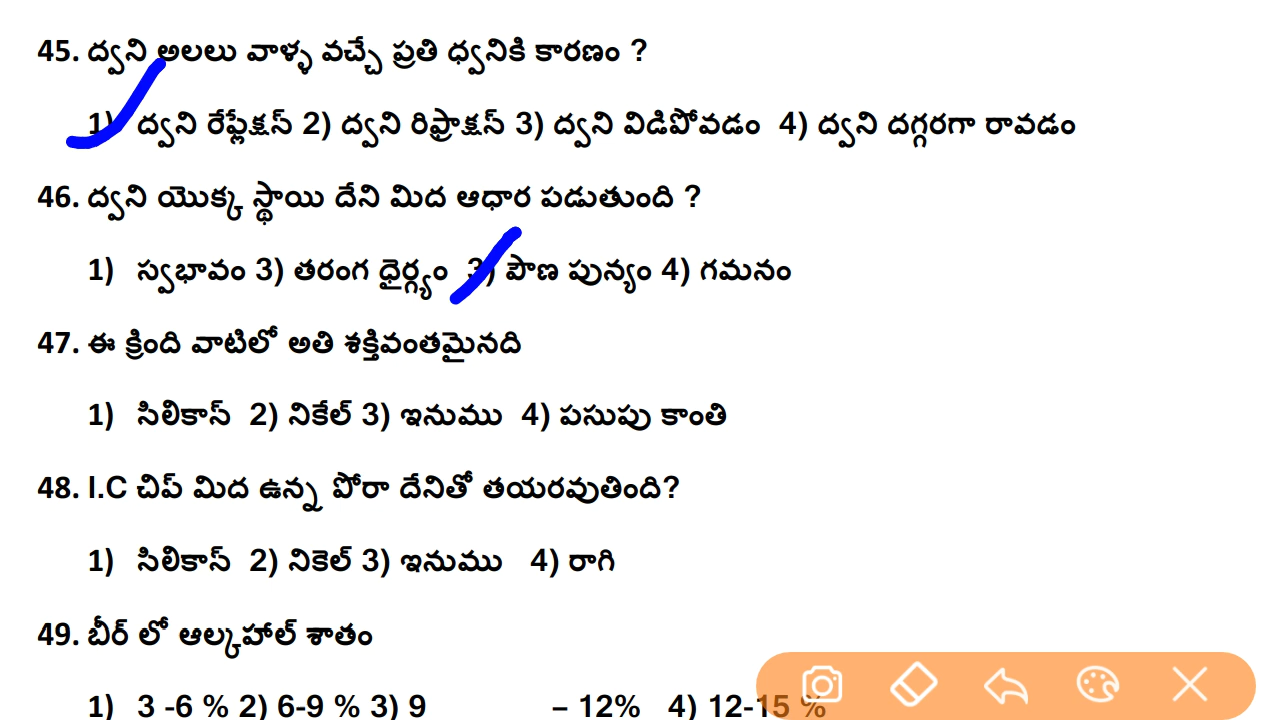 45. ద్వని అలలు వాళ్ళ వచ్చే ప్రతి ధ్వనికి కారణం ?
1) ద్వని రేఫ్లేక్షస్ 2) ద్వని రిఫ్రాక్షస్ 3) ద్వని విడిపోవడం 4) ద్వని దగ్గరగా రావడం
46. ద్వని యొక్క స్థాయి దేని మిద ఆధార పడుతుంది ?
1) స్వభావం 3) తరంగ ధైర్గ్యం 3) పౌణ పున్యం 4) గమనం
47. ఈ క్రింది వాటిలో అతి శక్తివంతమైనది
1) సిలికాస్ 2) నికేల్ 3) ఇనుము 4) పసుపు కాంతి
48. I.C చిప్ మిద ఉన్న పోరా దేనితో తయరవుతింది?
1) సిలికాస్ 2) నికెల్ 3) ఇనుము 4) రాగి
49. బీర్ లో ఆల్కహాల్ శాతం
1) 3 -6 % 2) 6-9 % 3) 9 – 12% 4) 12-15 %